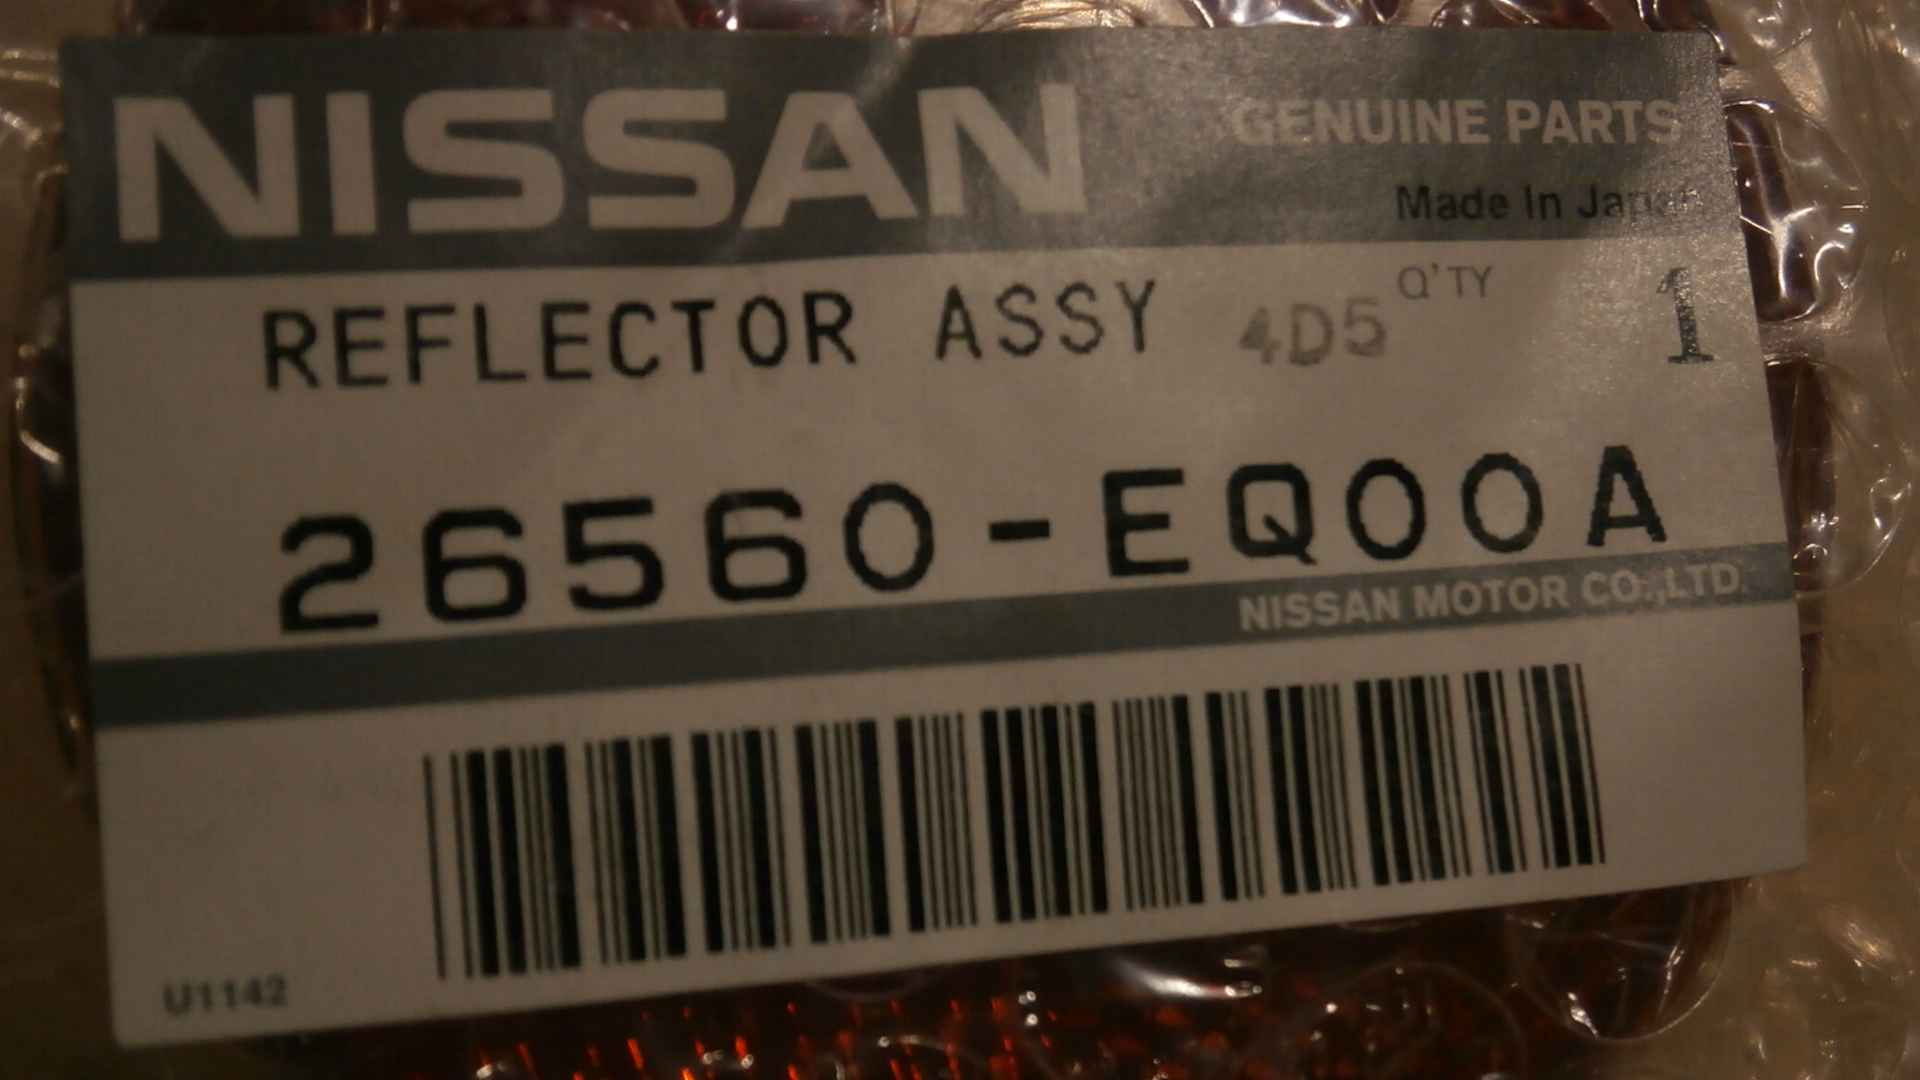 NISSAN GENUINE PARTS
Made In Japan
REFLECTOR ASSY 4D5 Q'TY 1
26560-EQ00A
NISSAN MOTOR CO.,LTD.
U1142